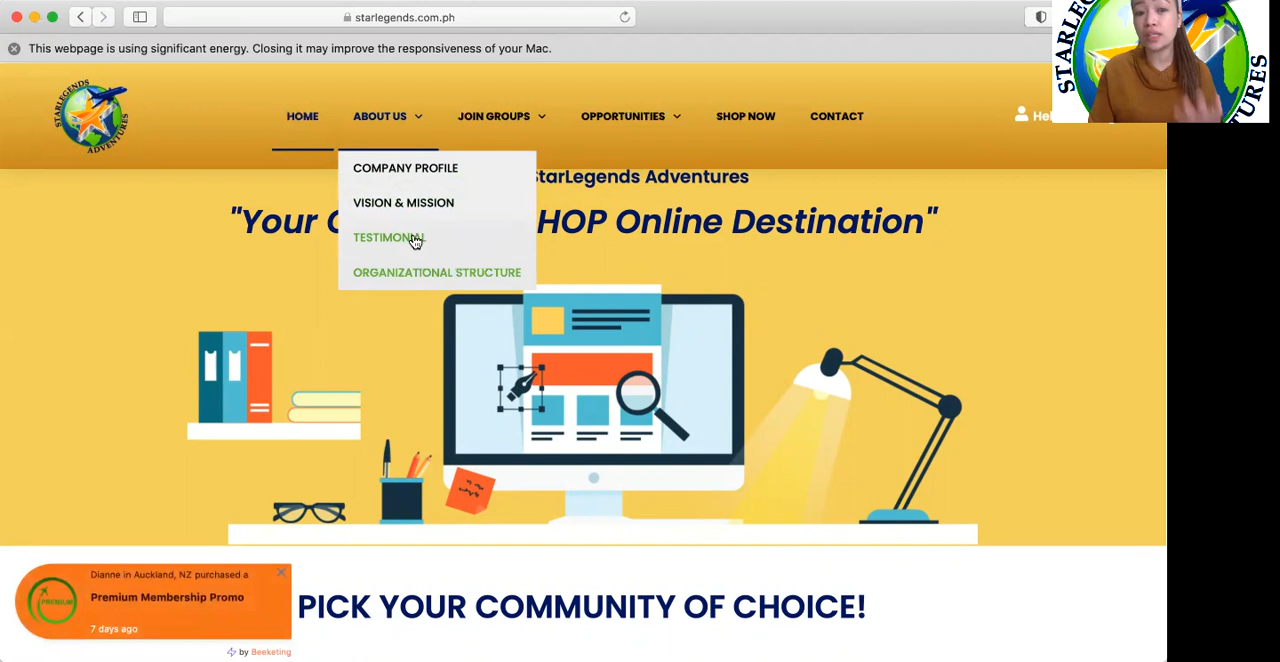 starlegends.com.ph
This webpage is using significant energy. Closing it may improve the responsiveness of your Mac.
STARLEGENDS
ADVENTURES
HOME
ABOUT US
JOIN GROUPS
OPPORTUNITIES
SHOP NOW
CONTACT
COMPANY PROFILE
VISION & MISSION
TESTIMONIAL
ORGANIZATIONAL STRUCTURE
StarLegends Adventures
"Your HOP Online Destination"
Dianne in Auckland, NZ purchased a
PREMIUM
Premium Membership Promo
7 days ago
by Beeketing
PICK YOUR COMMUNITY OF CHOICE!